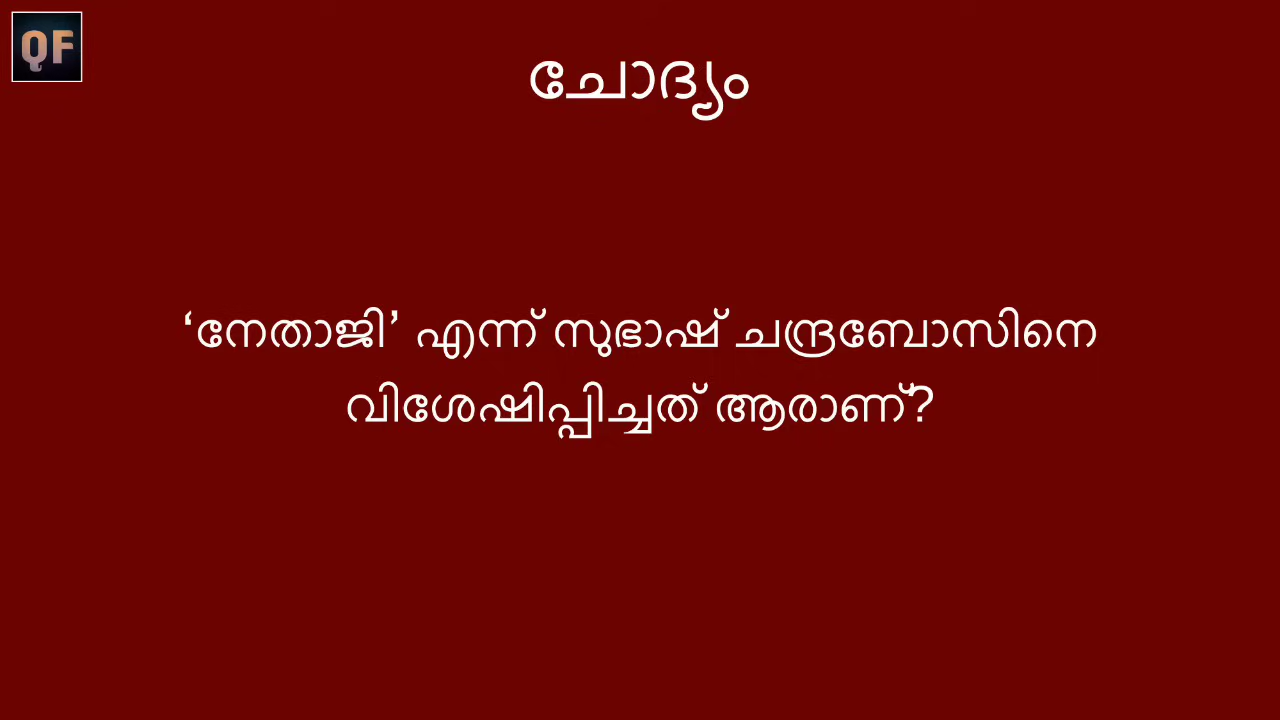 QF
ചോദ്യം
‘നേതാജി’ എന്ന് സുഭാഷ് ചന്ദ്രബോസിനെ
വിശേഷിപ്പിച്ചത് ആരാണ്?